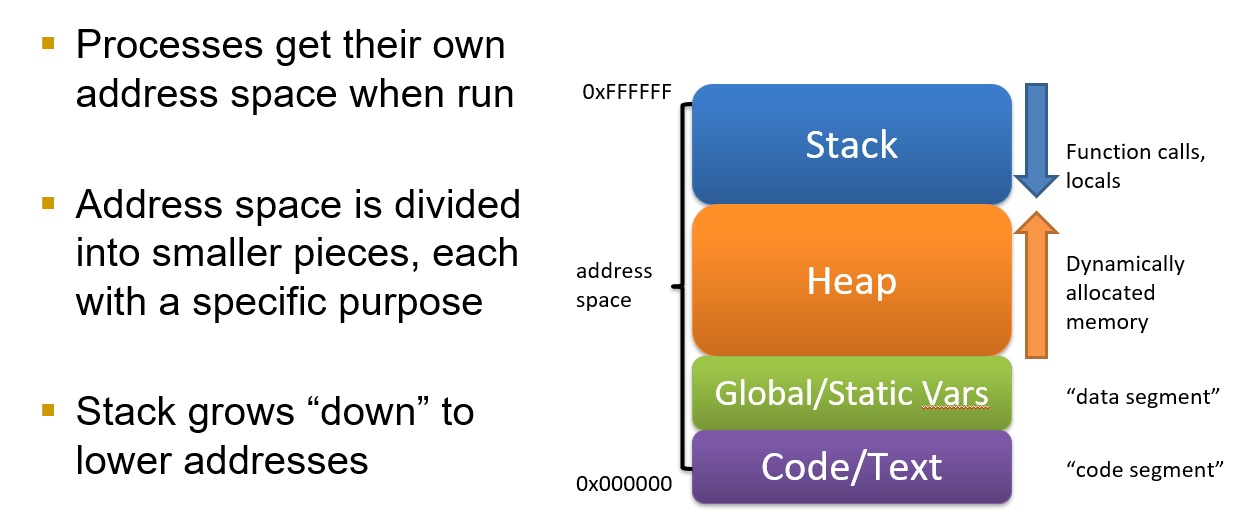 Processes get their own
address space when run
Address space is divided
into smaller pieces, each
with a specific purpose
Stack grows “down” to
lower addresses
0xFFFFFF
address
space
0x000000
Stack
Heap
Global/Static Vars
Code/Text
Function calls,
locals
Dynamically
allocated
memory
“data segment”
“code segment”